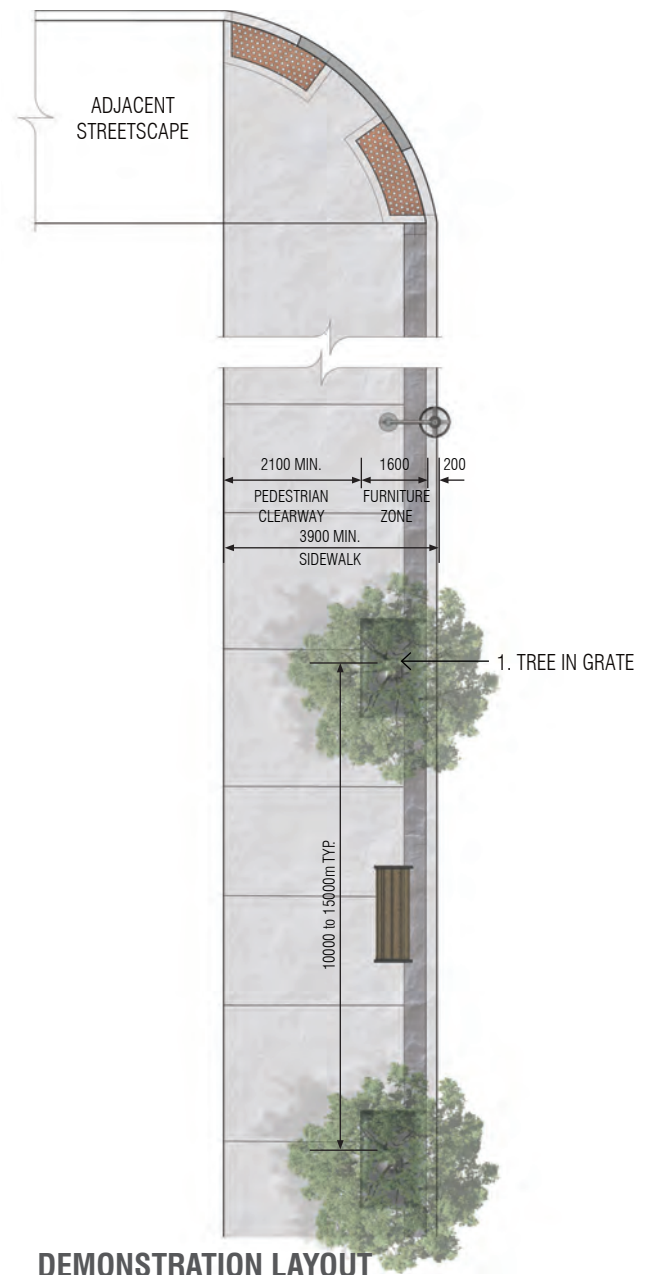 ADJACENT
STREETSCAPE
2100 MIN.
1600
200
PEDESTRIAN
CLEARWAY
FURNITURE
ZONE
3900 MIN.
SIDEWALK
1. TREE IN GRATE
10000 to 15000m TYP.
DEMONSTRATION LAYOUT